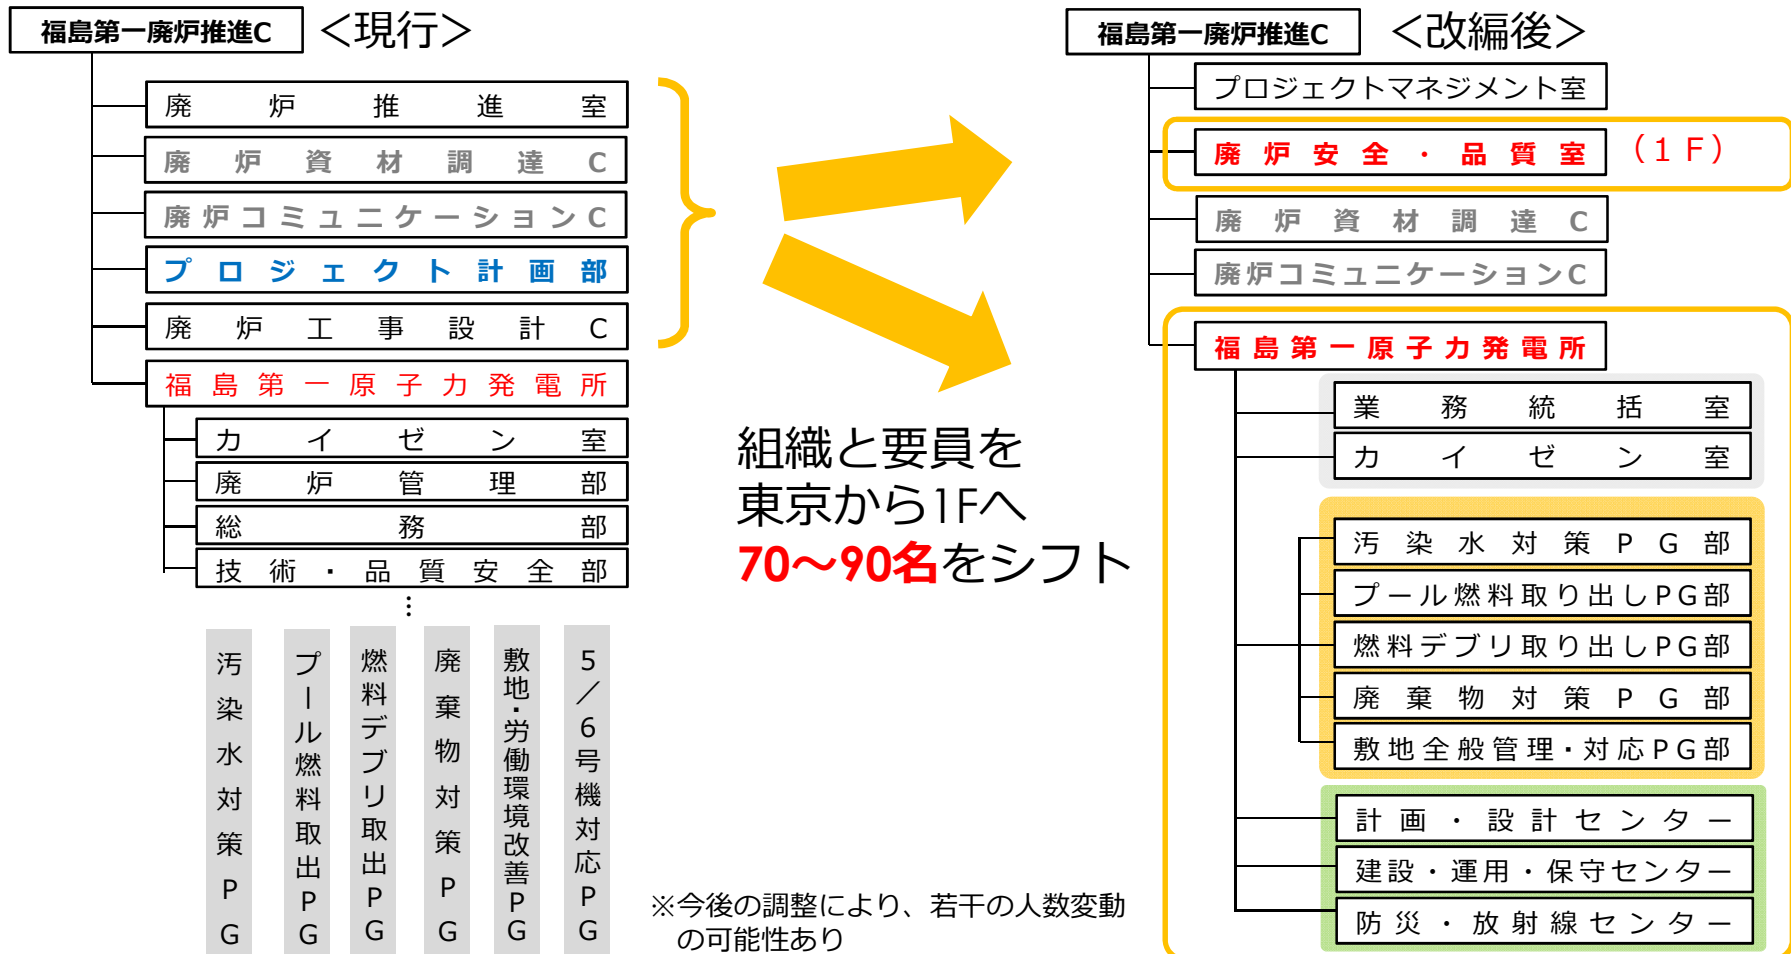 福島第一廃炉推進C
＜現行＞
廃炉推進室
廃炉資材調達C
廃炉コミュニケーションC
プロジェクト計画部
廃炉工事設計C
福島第一原子力発電所
カイゼン室
廃炉管理部
総務部
技術・品質安全部
⋮
汚染水対策PG
プール燃料取出PG
燃料デブリ取出PG
廃棄物対策PG
敷地・労働環境改善PG
5／6号機対応PG
組織と要員を
東京から1Fへ
70～90名をシフト
※今後の調整により、若干の人数変動
の可能性あり
福島第一廃炉推進C
＜改編後＞
プロジェクトマネジメント室
廃炉安全・品質室
（１Ｆ）
廃炉資材調達C
廃炉コミュニケーションC
福島第一原子力発電所
業務統括室
カイゼン室
汚染水対策PG部
プール燃料取り出しPG部
燃料デブリ取り出しPG部
廃棄物対策PG部
敷地全般管理・対応PG部
計画・設計センター
建設・運用・保守センター
防災・放射線センター